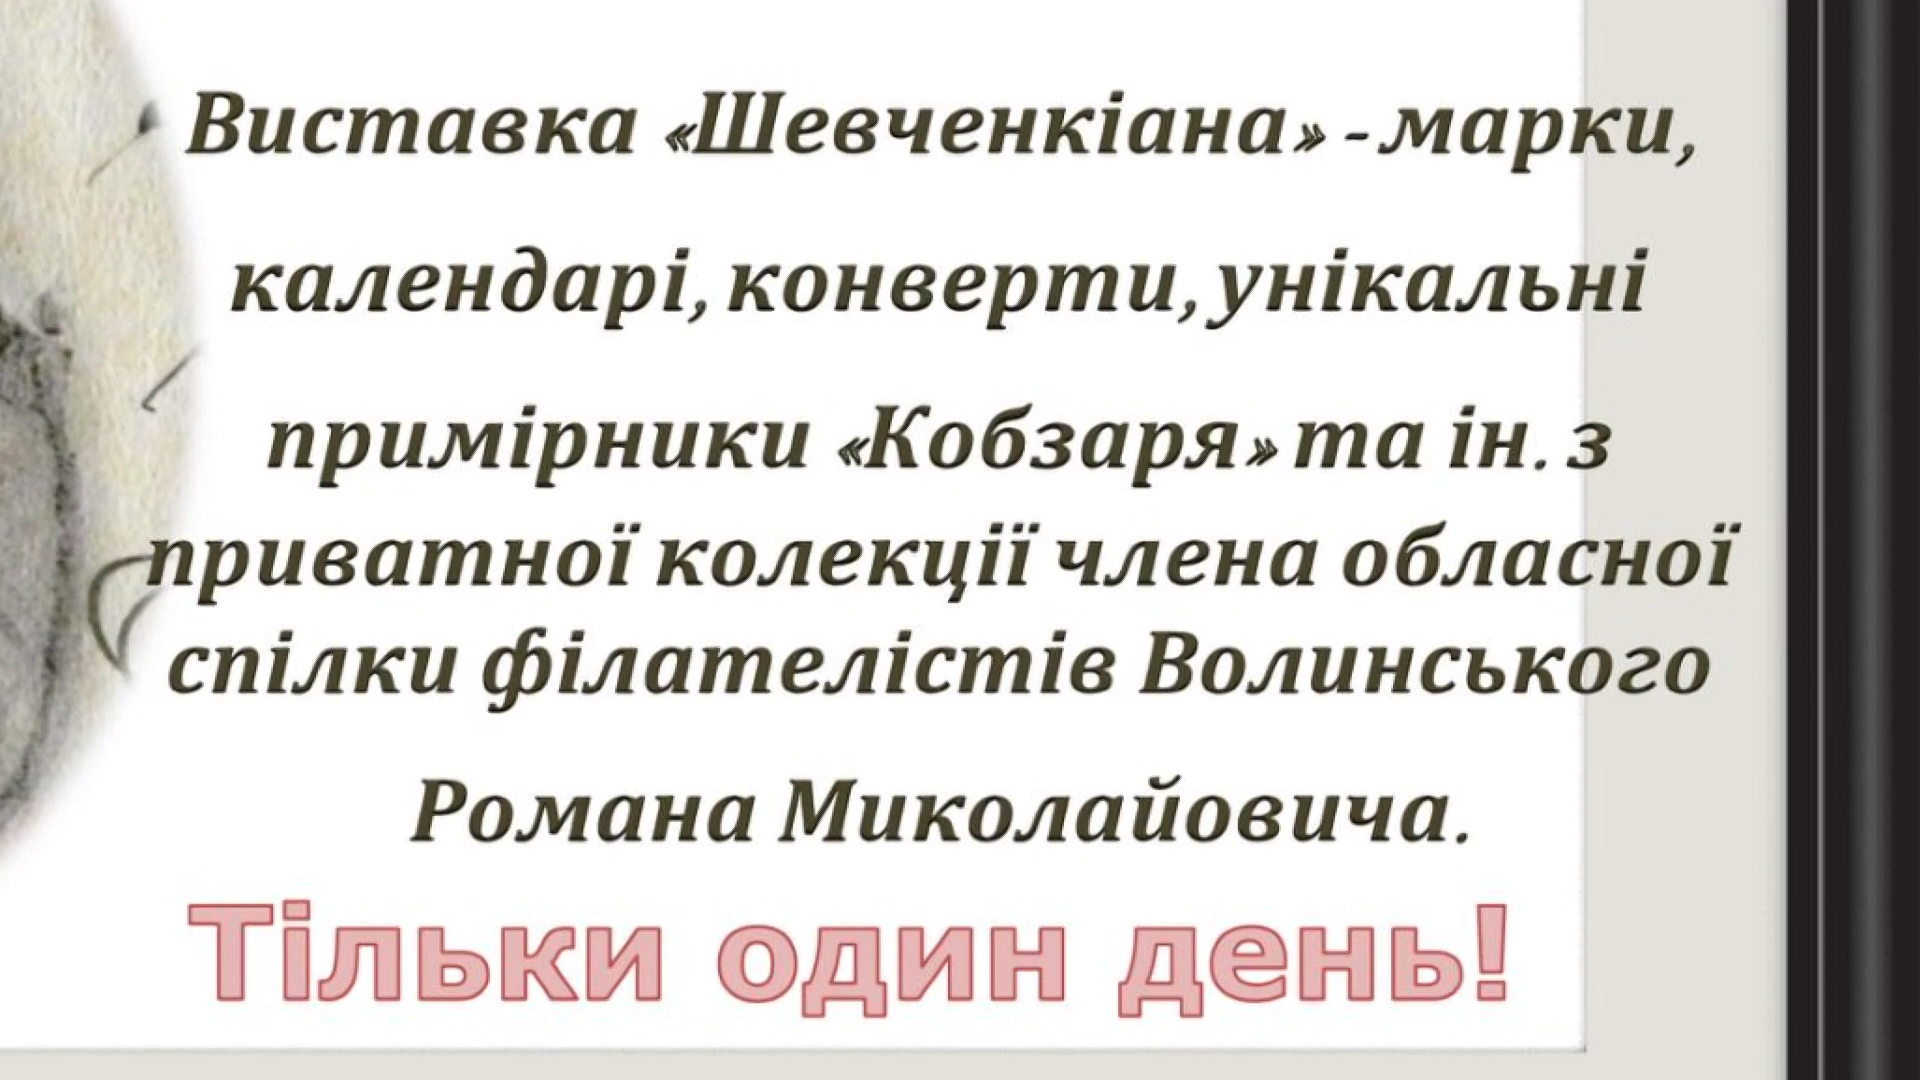 Виставка «Шевченкіана» - марки,
календарі, конверти, унікальні
примірники «Кобзаря» та ін. з
приватної колекції члена обласної
спілки філателістів Волинського
Романа Миколайовича.
Тільки один день!